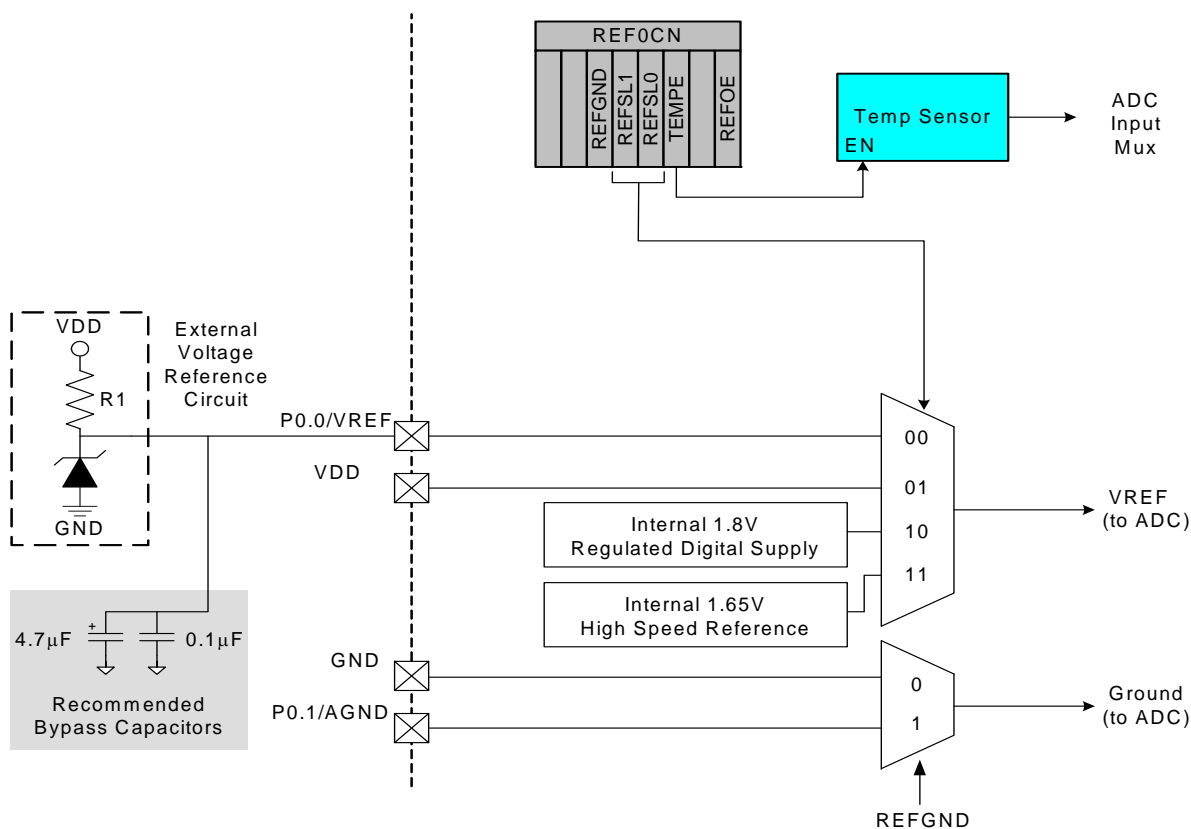 REF0CN
REFGND
REFSL1
REFSL0
TEMPE
REFOE
Temp Sensor
EN
ADC
Input
Mux
VDD
R1
GND
External
Voltage
Reference
Circuit
P0.0/VREF
VDD
00
01
10
11
Internal 1.8V
Regulated Digital Supply
Internal 1.65V
High Speed Reference
VREF
(to ADC)
4.7µF
+
0.1µF
Recommended
Bypass Capacitors
GND
P0.1/AGND
0
1
Ground
(to ADC)
REFGND